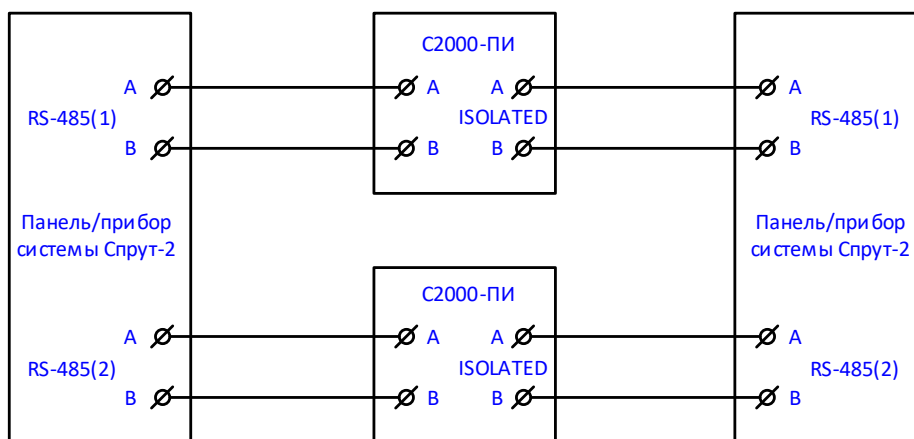 С2000-ПИ
A A A A
RS-485(1) ISOLATED RS-485(1)
B B B B
Панель/прибор
системы Спрут-2
Панель/прибор
системы Спрут-2
С2000-ПИ
A A A A
RS-485(2) ISOLATED RS-485(2)
B B B B